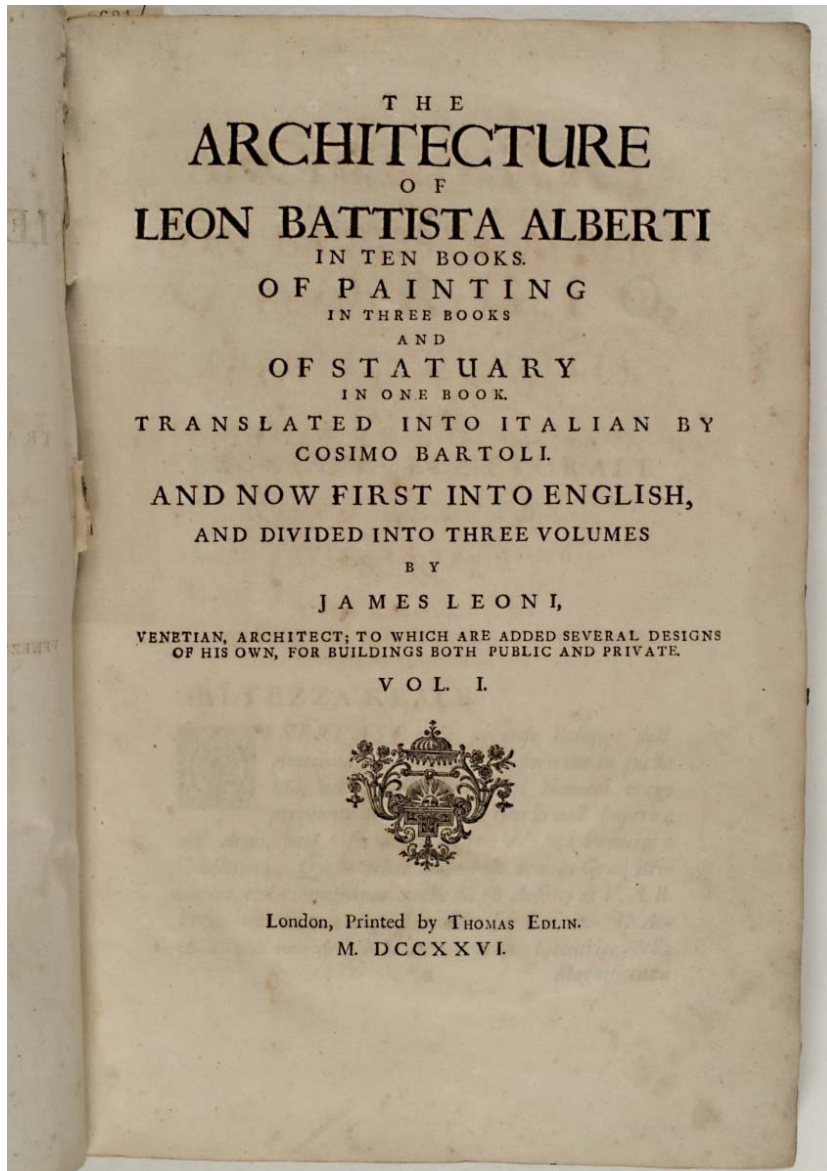 THE
ARCHITECTURE
OF
LEON BATTISTA ALBERTI
IN TEN BOOKS.
OF PAINTING
IN THREE BOOKS
AND
OF STATUARY
IN ONE BOOK.
TRANSLATED INTO ITALIAN BY
COSIMO BARTOLI.
AND NOW FIRST INTO ENGLISH,
AND DIVIDED INTO THREE VOLUMES
BY
JAMES LEONI,
VENETIAN, ARCHITECT; TO WHICH ARE ADDED SEVERAL DESIGNS
OF HIS OWN, FOR BUILDINGS BOTH PUBLIC AND PRIVATE.
VOL. I.
London, Printed by THOMAS EDLIN.
M. DCCXXVI.